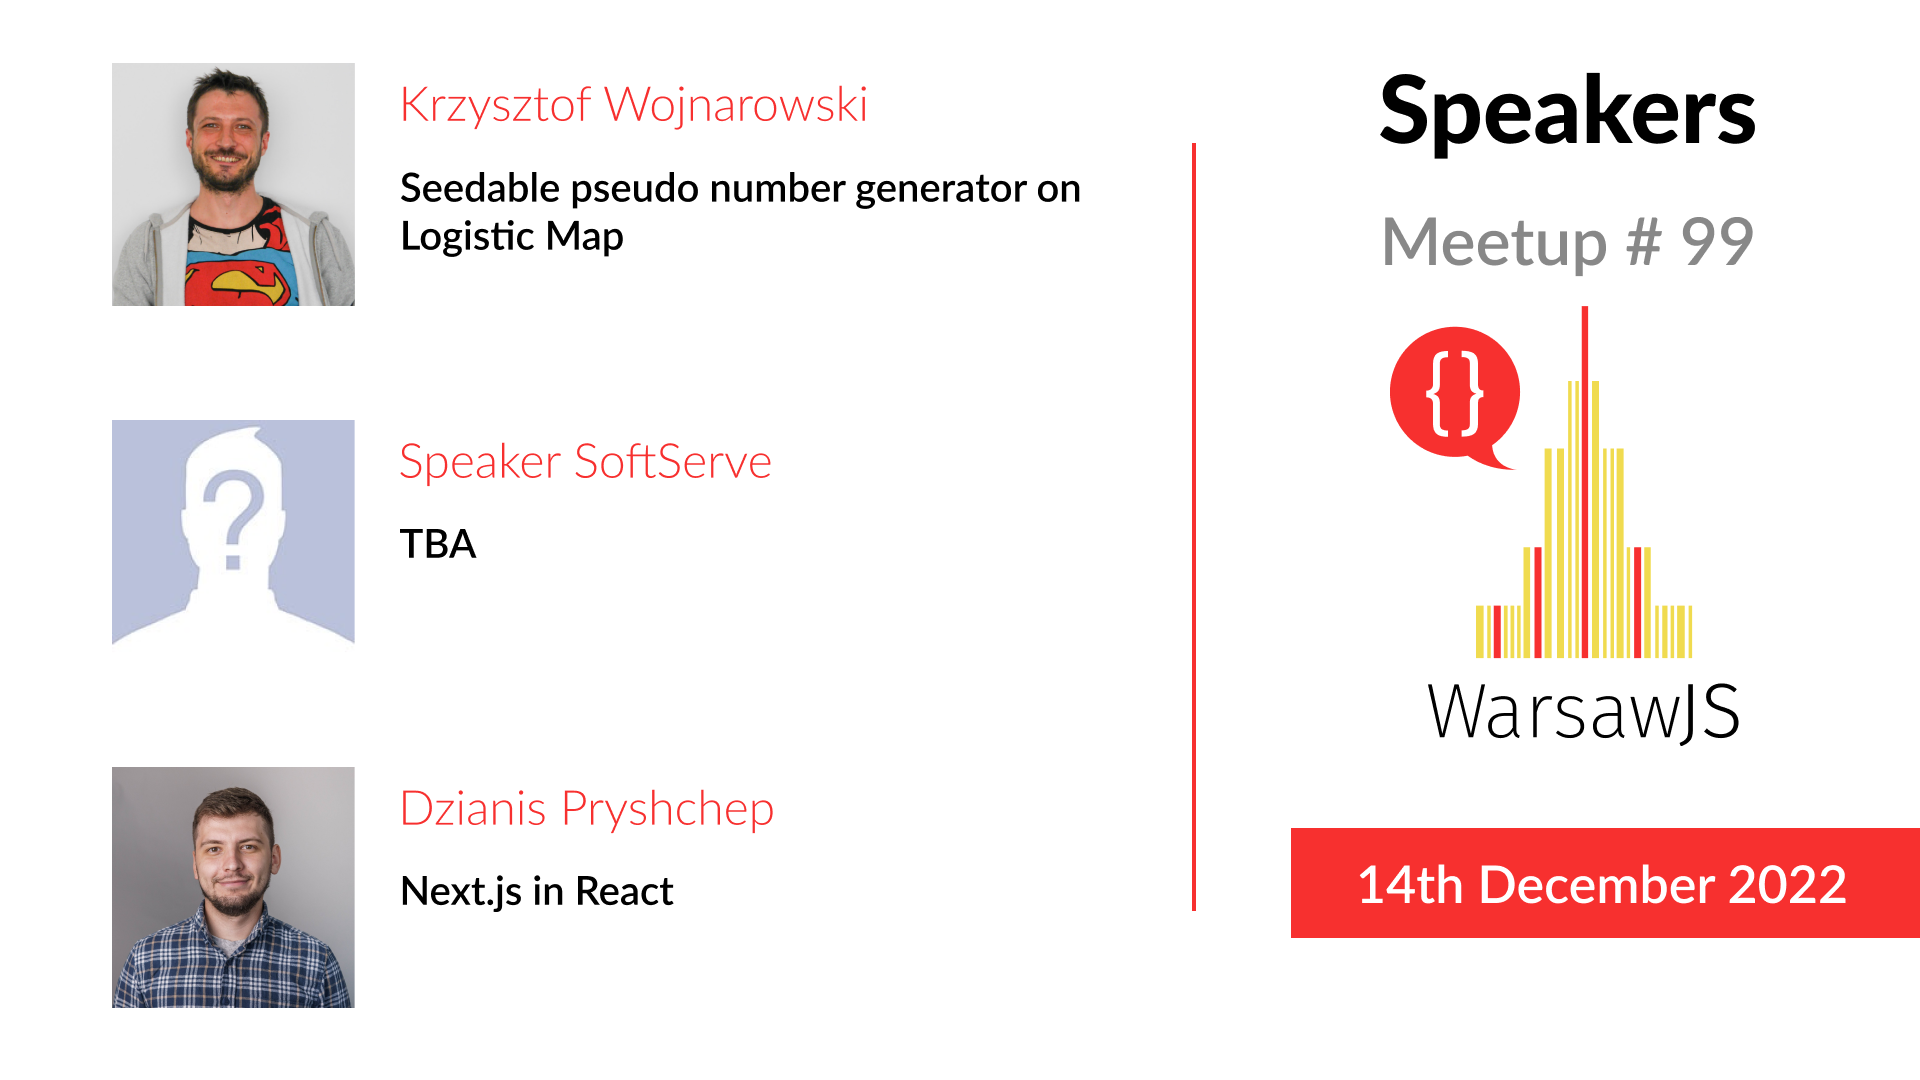 Krzysztof Wojnarowski
Seedable pseudo number generator on
Logistic Map
Speaker SoftServe
TBA
Dzianis Pryshchep
Next.js in React
Speakers
Meetup # 99
{}
WarsawJS
14th December 2022